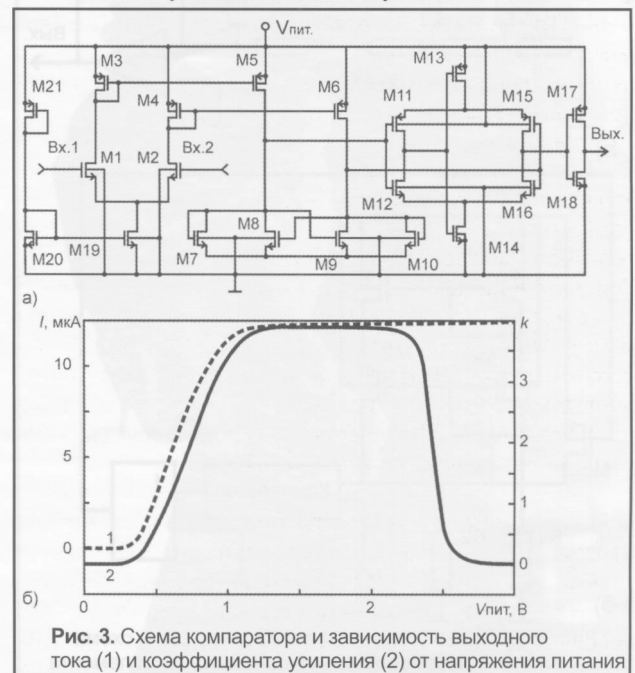 Vпит.
M3
M5
M13
M21
M4
M6
M11
M15
M17
Вх.1
M1
M2
Вх.2
Вых.
M12
M18
M8
M16
M20
M19
M7
M9
M10
M14
а)
I, мкА
k
10
3
5
2
1
1
0
2
0
б)
0
1
2
Vпит, В
Рис. 3. Схема компаратора и зависимость выходного
тока (1) и коэффициента усиления (2) от напряжения питания